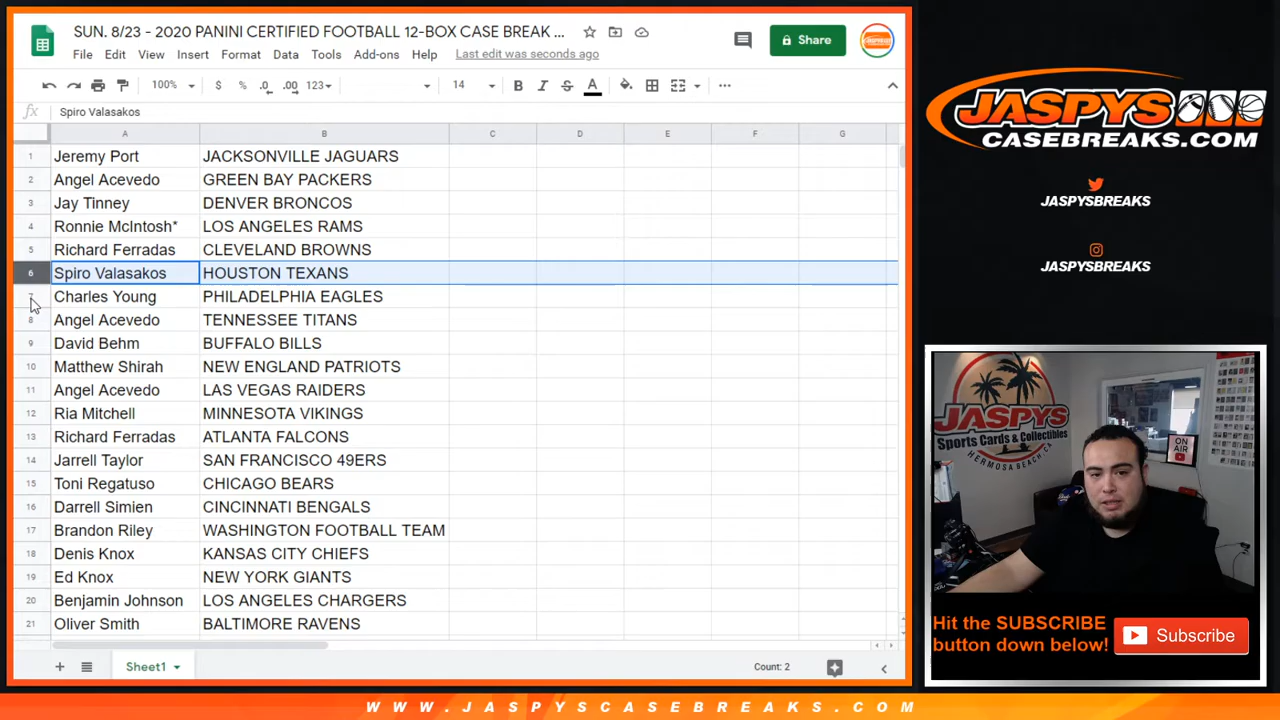 SUN. 8/23 - 2020 PANINI CERTIFIED FOOTBALL 12-BOX CASE BREAK ...
File Edit View Insert Format Data Tools Add-ons Help Last edit was seconds ago
Share
100% $ % .0 .00 123 14 B I S A
fx Spiro Valasakos
A B C D E F G
1 Jeremy Port JACKSONVILLE JAGUARS
2 Angel Acevedo GREEN BAY PACKERS
3 Jay Tinney DENVER BRONCOS
4 Ronnie McIntosh* LOS ANGELES RAMS
5 Richard Ferradas CLEVELAND BROWNS
6 Spiro Valasakos HOUSTON TEXANS
7 Charles Young PHILADELPHIA EAGLES
8 Angel Acevedo TENNESSEE TITANS
9 David Behm BUFFALO BILLS
10 Matthew Shirah NEW ENGLAND PATRIOTS
11 Angel Acevedo LAS VEGAS RAIDERS
12 Ria Mitchell MINNESOTA VIKINGS
13 Richard Ferradas ATLANTA FALCONS
14 Jarrell Taylor SAN FRANCISCO 49ERS
15 Toni Regatuso CHICAGO BEARS
16 Darrell Simien CINCINNATI BENGALS
17 Brandon Riley WASHINGTON FOOTBALL TEAM
18 Denis Knox KANSAS CITY CHIEFS
19 Ed Knox NEW YORK GIANTS
20 Benjamin Johnson LOS ANGELES CHARGERS
21 Oliver Smith BALTIMORE RAVENS
Sheet1 Count: 2
JASPYS
CASEBREAKS.COM
JASPYSBREAKS
JASPYSBREAKS
JASPYS
Sports Cards & Collectibles
HERMOSA BEACH, CA
ON AIR
Hit the SUBSCRIBE
button down below!
Subscribe
WWW.JASPYSCASEBREAKS.COM